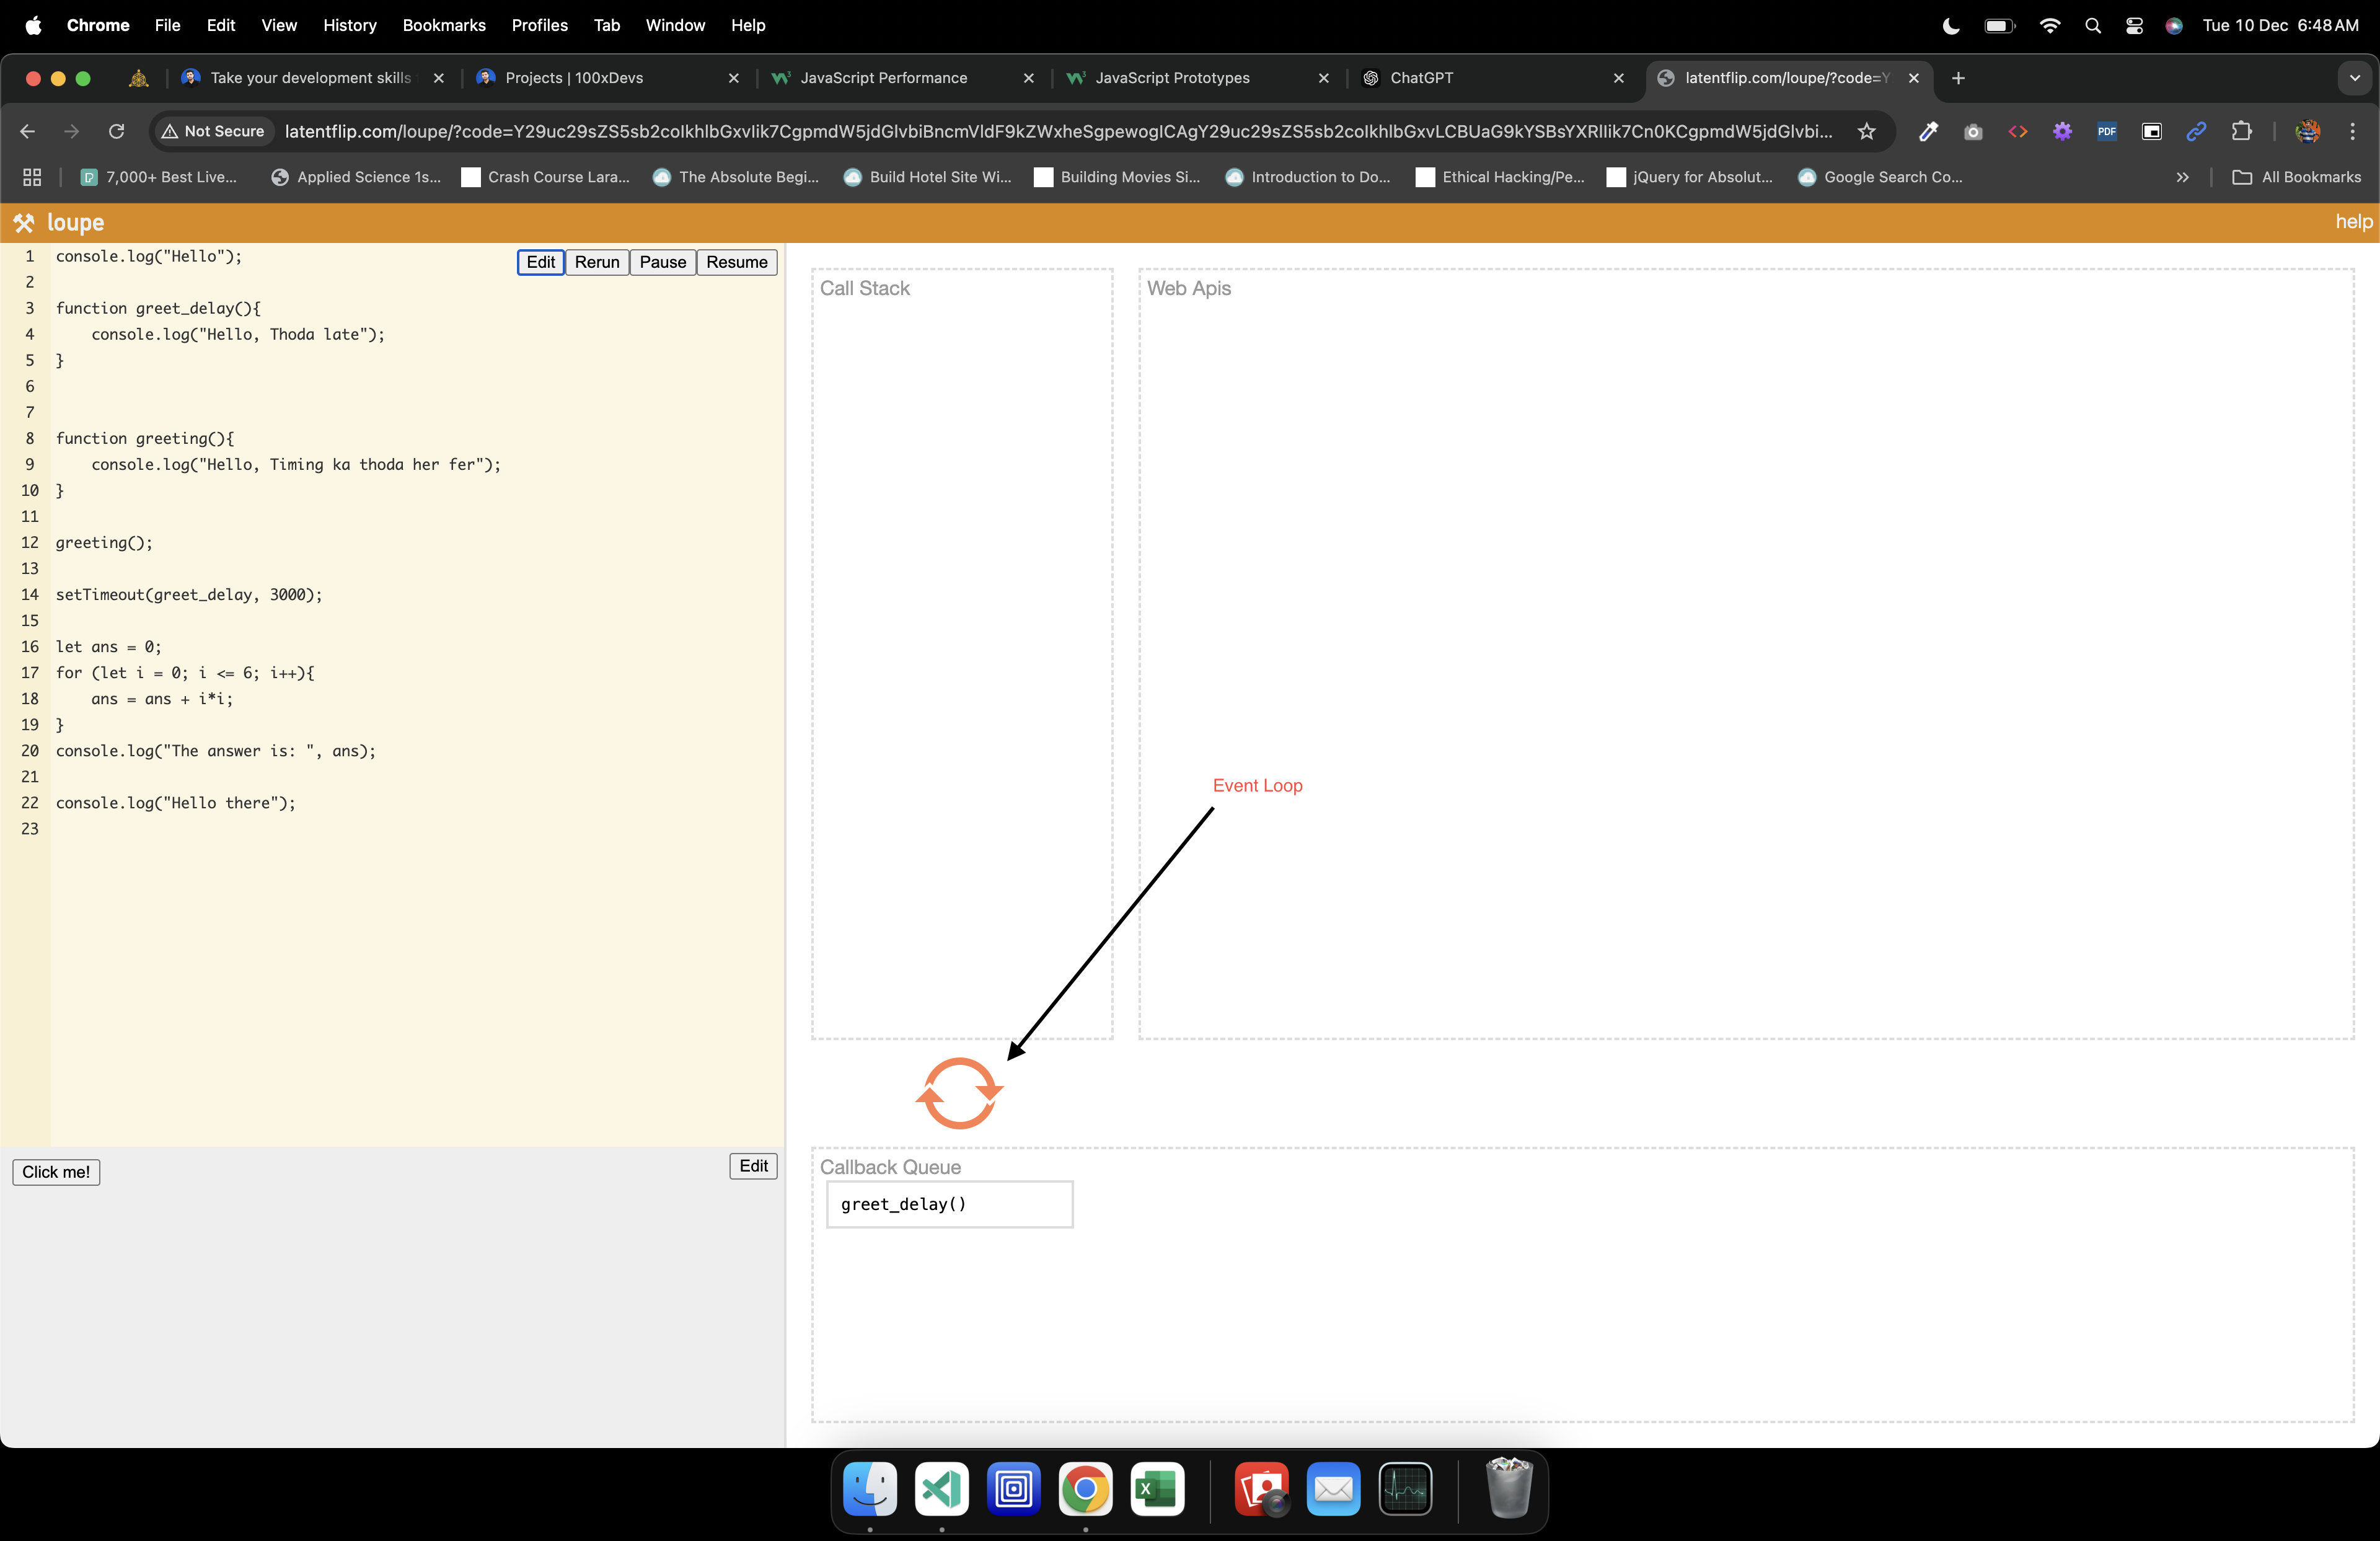 Chrome File Edit View History Bookmarks Profiles Tab Window Help Tue 10 Dec 6:48 AM
Take your development skills Projects | 100xDevs JavaScript Performance JavaScript Prototypes ChatGPT latentflip.com/loupe/?code=Y
Not Secure latentflip.com/loupe/?code=Y29uc29sZS5sb2coIkhlbGxvIik7CgpmdW5jdGlvbiBncmVldF9kZWxheSgpewogICAgY29uc29sZS5sb2coIkhlbGxvLCBUaG9kYSBsYXRlIik7Cn0KCgpmdW5jdGlvbi... PDF
7,000+ Best Live... Applied Science 1s... Crash Course Lara... The Absolute Begi... Build Hotel Site Wi... Building Movies Si... Introduction to Do... Ethical Hacking/Pe... jQuery for Absolut... Google Search Co... » All Bookmarks
loupe help
Edit Rerun Pause Resume
1 console.log("Hello");
2
3 function greet_delay(){
4 console.log("Hello, Thoda late");
5 }
6
7
8 function greeting(){
9 console.log("Hello, Timing ka thoda her fer");
10 }
11
12 greeting();
13
14 setTimeout(greet_delay, 3000);
15
16 let ans = 0;
17 for (let i = 0; i <= 6; i++){
18 ans = ans + i*i;
19 }
20 console.log("The answer is: ", ans);
21
22 console.log("Hello there");
23
Click me! Edit
Call Stack
Web Apis
Event Loop
Callback Queue
greet_delay()